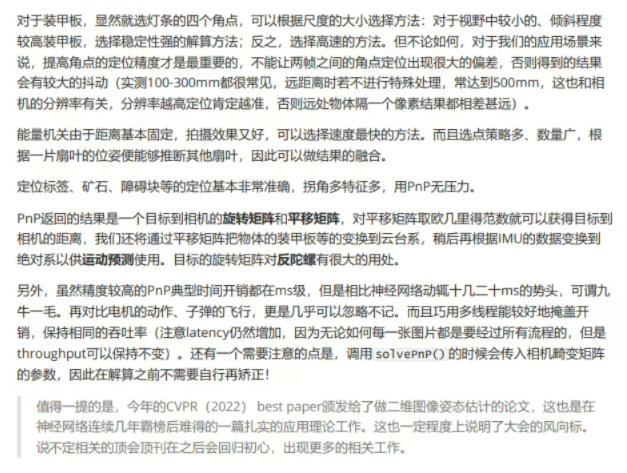 对于装甲板，显然就选灯条的四个角点，可以根据尺度的大小选择方法：对于视野中较小的、倾斜程度
较高装甲板，选择稳定性强的解算方法；反之，选择高速的方法。但不论如何，对于我们的应用场景来
说，提高角点的定位精度才是最重要的，不能让两帧之间的角点定位出现很大的偏差，否则得到的结果
会有较大的抖动（实测100-300mm都很常见，远距离时若不进行特殊处理，常达到500mm，这也和相
机的分辨率有关，分辨率越高定位肯定越准，否则远处物体隔一个像素结果都相差甚远）。
能量机关由于距离基本固定，拍摄效果又好，可以选择速度最快的方法。而且选点策略多、数量广，根
据一片扇叶的位姿便能够推断其他扇叶，因此可以做结果的融合。
定位标签、矿石、障碍块等的定位基本非常准确，拐角多特征多，用PnP无压力。
PnP返回的结果是一个目标到相机的旋转矩阵和平移矩阵，对平移矩阵取欧几里得范数就可以获得目标到
相机的距离，我们还将通过平移矩阵把物体的装甲板等的变换到云台系，稍后再根据IMU的数据变换到
绝对系以供运动预测使用。目标的旋转矩阵对反陀螺有很大的用处。
另外，虽然精度较高的PnP典型时间开销都在ms级，但是相比神经网络动辄十几二十ms的势头，可谓九
牛一毛。再对比电机的动作、子弹的飞行，更是几乎可以忽略不记。而且巧用多线程能较好地掩盖开
销，保持相同的吞吐率（注意latency仍然增加，因为无论如何每一张图片都是要经过所有流程的，但是
throughput可以保持不变）。还有一个需要注意的点是，调用 solvePnP() 的时候会传入相机畸变矩阵
的参数，因此在解算之前不需要自行再矫正！
值得一提的是，今年的CVPR（2022） best paper颁发给了做二维图像姿态估计的论文，这也是在
神经网络连续几年霸榜后难得的一篇扎实的应用理论工作。这也一定程度上说明了大会的风向标。
说不定相关的顶会顶刊在之后会回归初心，出现更多的相关工作。